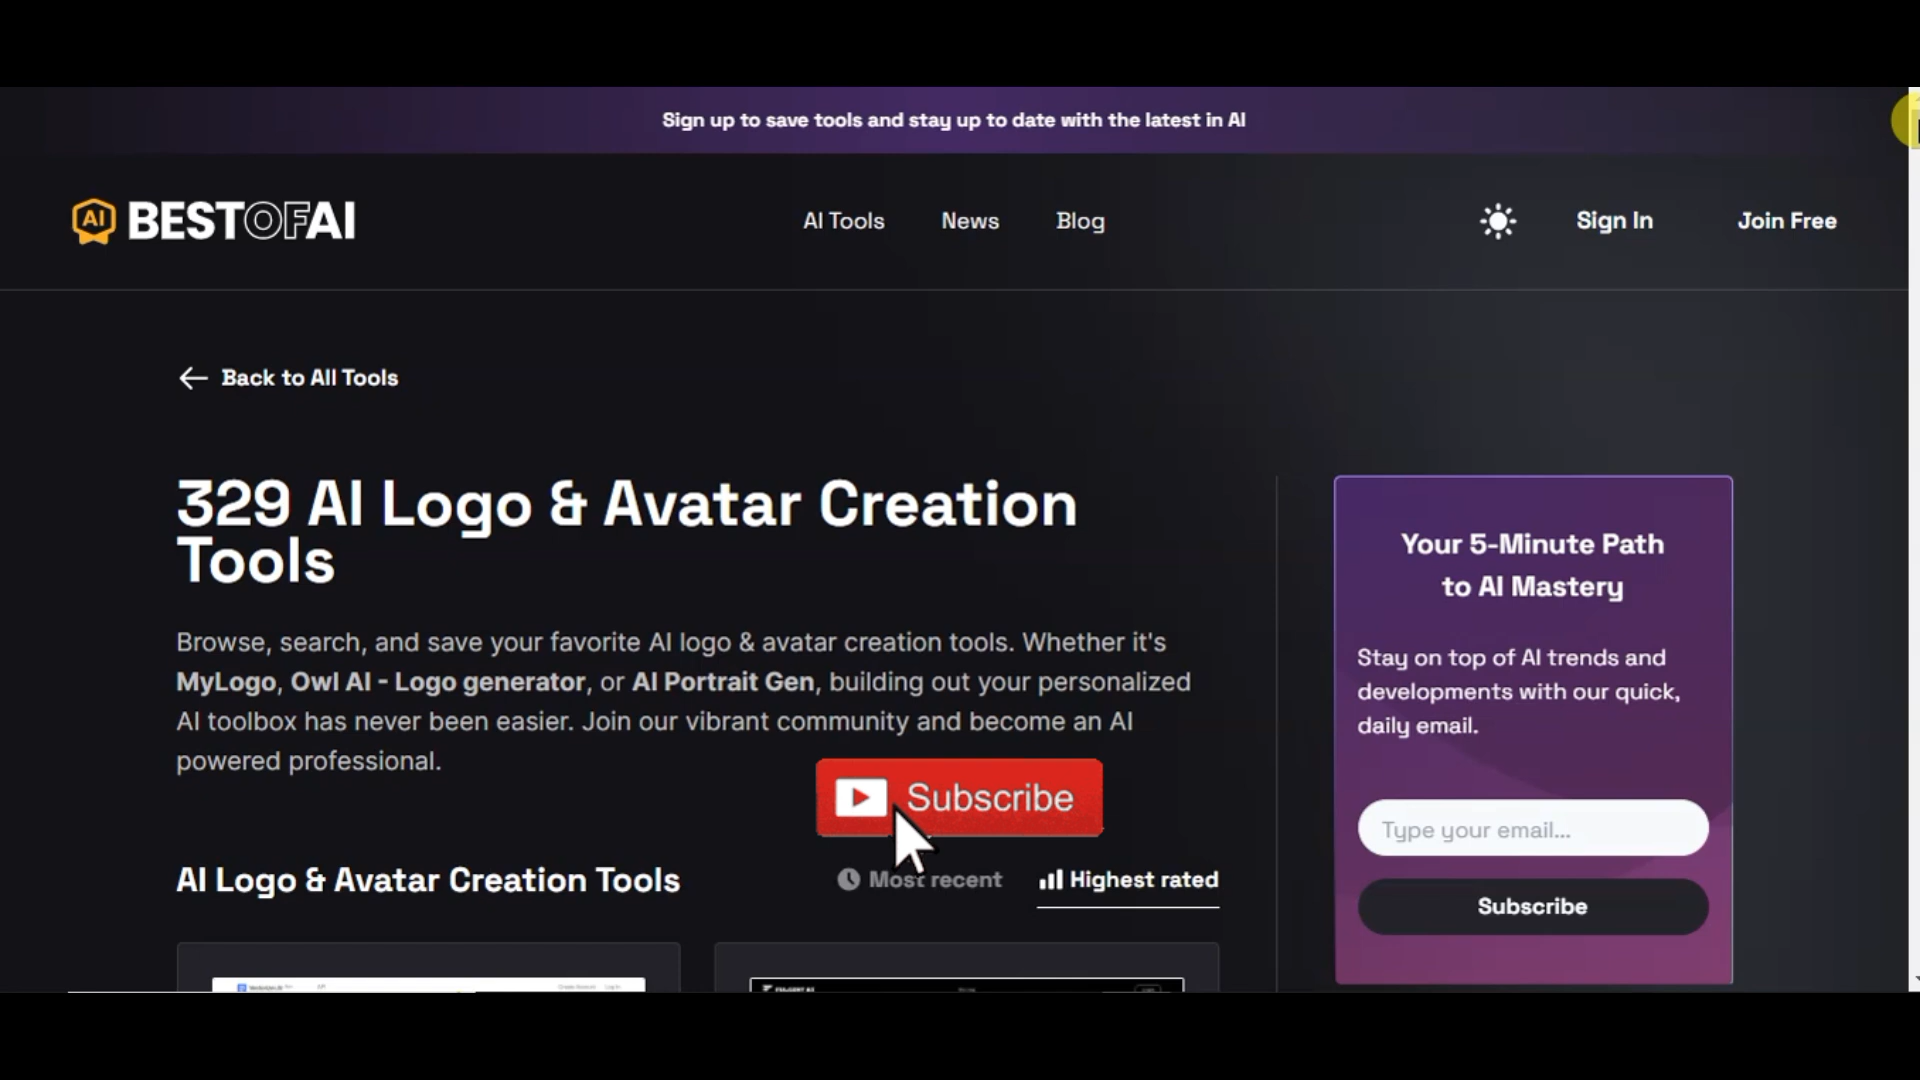 Sign up to save tools and stay up to date with the latest in AI
AI BESTOFAI
AI Tools
News
Blog
Sign In
Join Free
Back to All Tools
329 AI Logo & Avatar Creation
Tools
Browse, search, and save your favorite AI logo & avatar creation tools. Whether it's
MyLogo, Owl AI - Logo generator, or AI Portrait Gen, building out your personalized
AI toolbox has never been easier. Join our vibrant community and become an AI
powered professional.
Subscribe
AI Logo & Avatar Creation Tools
Most recent
Highest rated
Your 5-Minute Path
to AI Mastery
Stay on top of AI trends and
developments with our quick,
daily email.
Type your email...
Subscribe